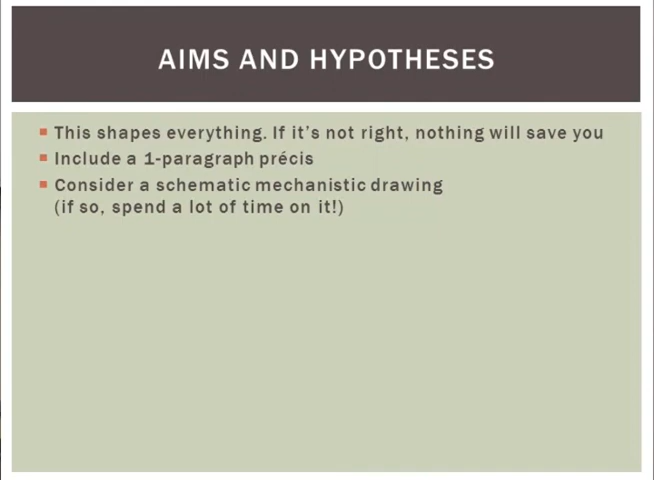 AIMS AND HYPOTHESES
This shapes everything. If it's not right, nothing will save you
Include a 1-paragraph précis
Consider a schematic mechanistic drawing
(if so, spend a lot of time on it!)